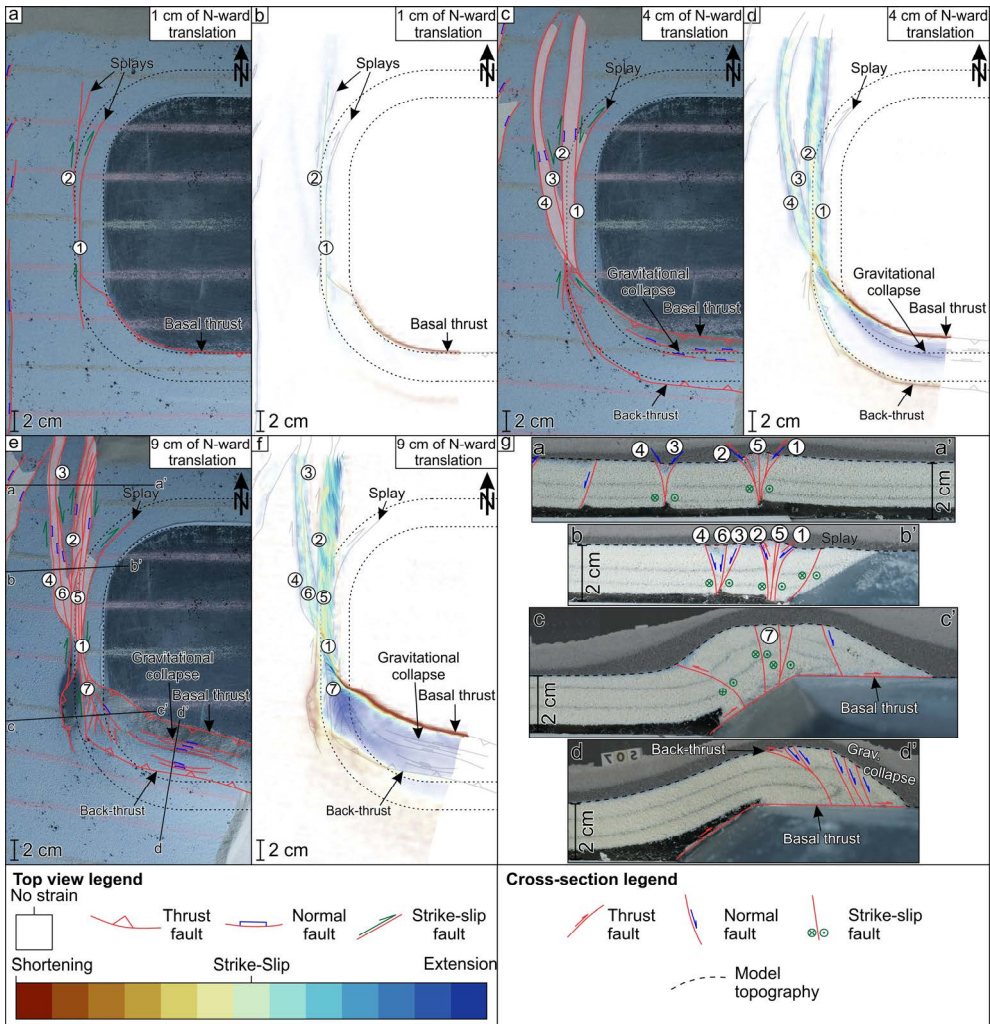 a
1 cm of N-ward
translation
N
Splays
2
1
Basal thrust
2 cm
b
1 cm of N-ward
translation
N
Splays
2
1
Basal thrust
2 cm
c
4 cm of N-ward
translation
N
Splay
2
3
4
1
Gravitational
collapse
Basal thrust
Back-thrust
2 cm
d
4 cm of N-ward
translation
N
Splay
2
3
4
1
Gravitational
collapse
Basal thrust
Back-thrust
2 cm
e
9 cm of N-ward
translation
N
3
a
a'
Splay
2
b
b'
4
6
5
1
Gravitational
collapse
7
Basal thrust
c
c'
d'
Back-thrust
d
2 cm
f
9 cm of N-ward
translation
N
3
Splay
2
4
6
5
1
Gravitational
collapse
7
Basal thrust
Back-thrust
2 cm
g
a
a'
4
3
2
5
1
2 cm
b
b'
4
6
3
2
5
1
Splay
2 cm
c
c'
7
2 cm
Basal thrust
d
d'
Back-thrust
507
Grav.
collapse
2 cm
Basal thrust
Top view legend
No strain
Thrust
fault
Normal
fault
Strike-slip
fault
Shortening
Strike-Slip
Extension
Cross-section legend
Thrust
fault
Normal
fault
Strike-slip
fault
Model
topography